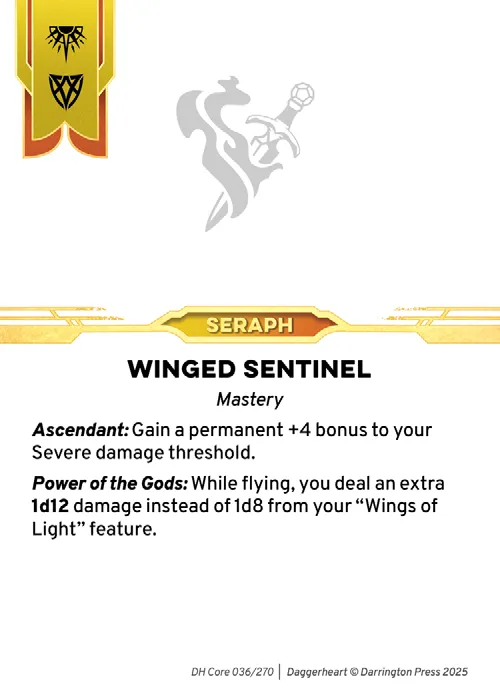 SERAPH
WINGED SENTINEL
Mastery
Ascendant: Gain a permanent +4 bonus to your
Severe damage threshold.
Power of the Gods: While flying, you deal an extra
1d12 damage instead of 1d8 from your “Wings of
Light” feature.
DH Core 036/270 | Daggerheart © Darrington Press 2025